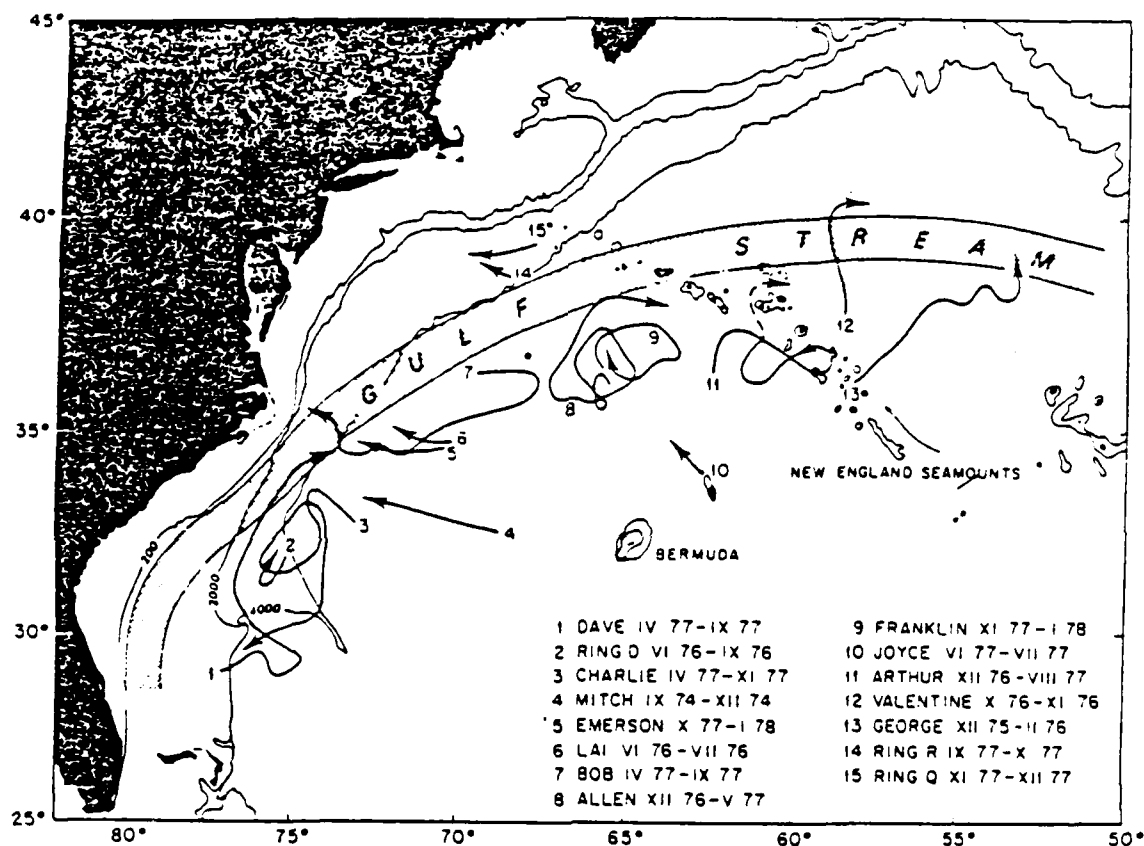 45°
40°
35°
30°
25°
80°
75°
70°
65°
60°
55°
50°
GULF STREAM
15
14
7
9
8
11
12
13
6
5
10
4
3
2
1
200
2000
4000
NEW ENGLAND SEAMOUNTS
BERMUDA
1 DAVE IV 77-IX 77
2 RING D VI 76-IX 76
3 CHARLIE IV 77-XI 77
4 MITCH IX 74-XII 74
5 EMERSON X 77-I 78
6 LAI VI 76-VII 76
7 BOB IV 77-IX 77
8 ALLEN XII 76-V 77
9 FRANKLIN XI 77-I 78
10 JOYCE VI 77-VII 77
11 ARTHUR XII 76-VIII 77
12 VALENTINE X 76-XI 76
13 GEORGE XII 75-II 76
14 RING R IX 77-X 77
15 RING Q XI 77-XII 77